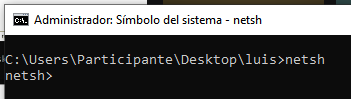 Administrador: Símbolo del sistema - netsh
C:\Users\Participante\Desktop\luis>netsh
netsh>